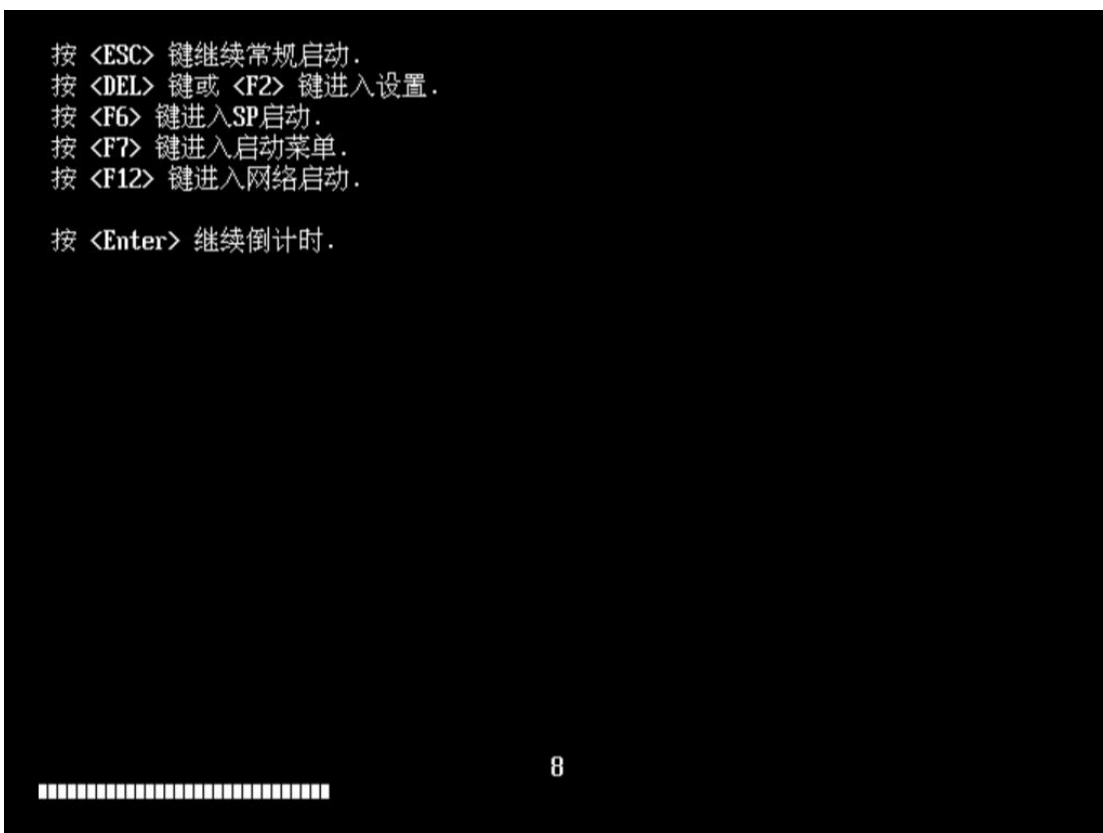 按 <ESC> 键继续常规启动.
按 <DEL> 键或 <F2> 键进入设置.
按 <F6> 键进入SP启动.
按 <F7> 键进入启动菜单.
按 <F12> 键进入网络启动.
按 <Enter> 继续倒计时.
8